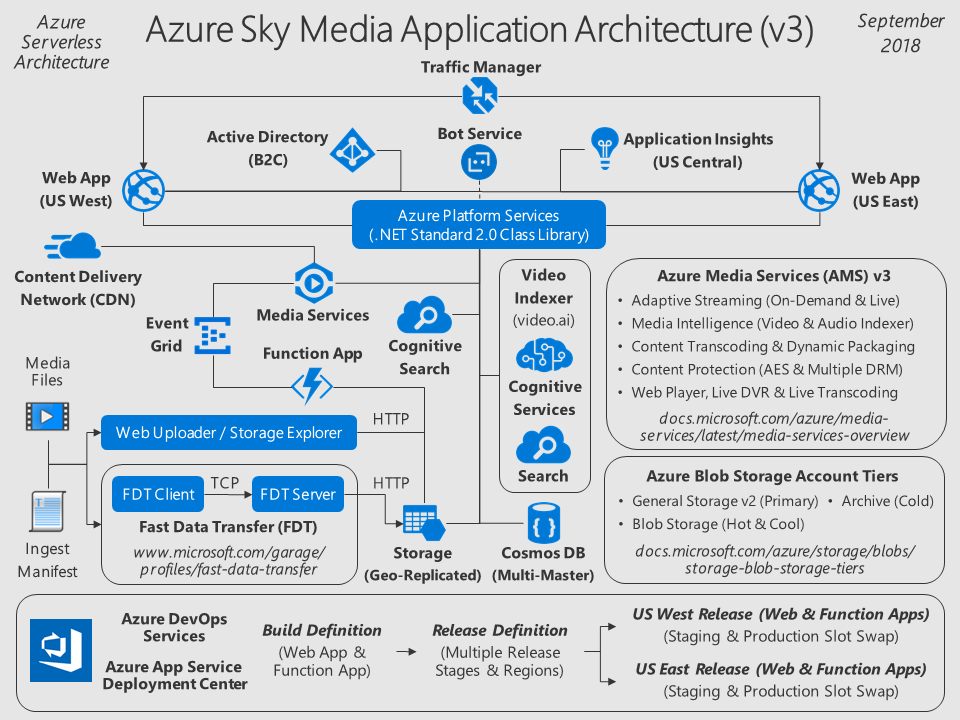 Azure
Serverless
Architecture
Azure Sky Media Application Architecture (v3)
September
2018
Traffic Manager
Bot Service
Active Directory
(B2C)
Application Insights
(US Central)
Web App
(US West)
Web App
(US East)
Azure Platform Services
(.NET Standard 2.0 Class Library)
Content Delivery
Network (CDN)
Media Services
Event
Grid
Function App
Cognitive
Search
Video
Indexer
(video.ai)
Cognitive
Services
Search
Azure Media Services (AMS) v3
• Adaptive Streaming (On-Demand & Live)
• Media Intelligence (Video & Audio Indexer)
• Content Transcoding & Dynamic Packaging
• Content Protection (AES & Multiple DRM)
• Web Player, Live DVR & Live Transcoding
docs.microsoft.com/azure/media-
services/latest/media-services-overview
Media
Files
Web Uploader / Storage Explorer
HTTP
FDT Client
TCP
FDT Server
HTTP
Fast Data Transfer (FDT)
www.microsoft.com/garage/
profiles/fast-data-transfer
Ingest
Manifest
Storage
(Geo-Replicated)
Cosmos DB
(Multi-Master)
Azure Blob Storage Account Tiers
• General Storage v2 (Primary) • Archive (Cold)
• Blob Storage (Hot & Cool)
docs.microsoft.com/azure/storage/blobs/
storage-blob-storage-tiers
Azure DevOps
Services
Azure App Service
Deployment Center
Build Definition
(Web App &
Function App)
Release Definition
(Multiple Release
Stages & Regions)
US West Release (Web & Function Apps)
(Staging & Production Slot Swap)
US East Release (Web & Function Apps)
(Staging & Production Slot Swap)